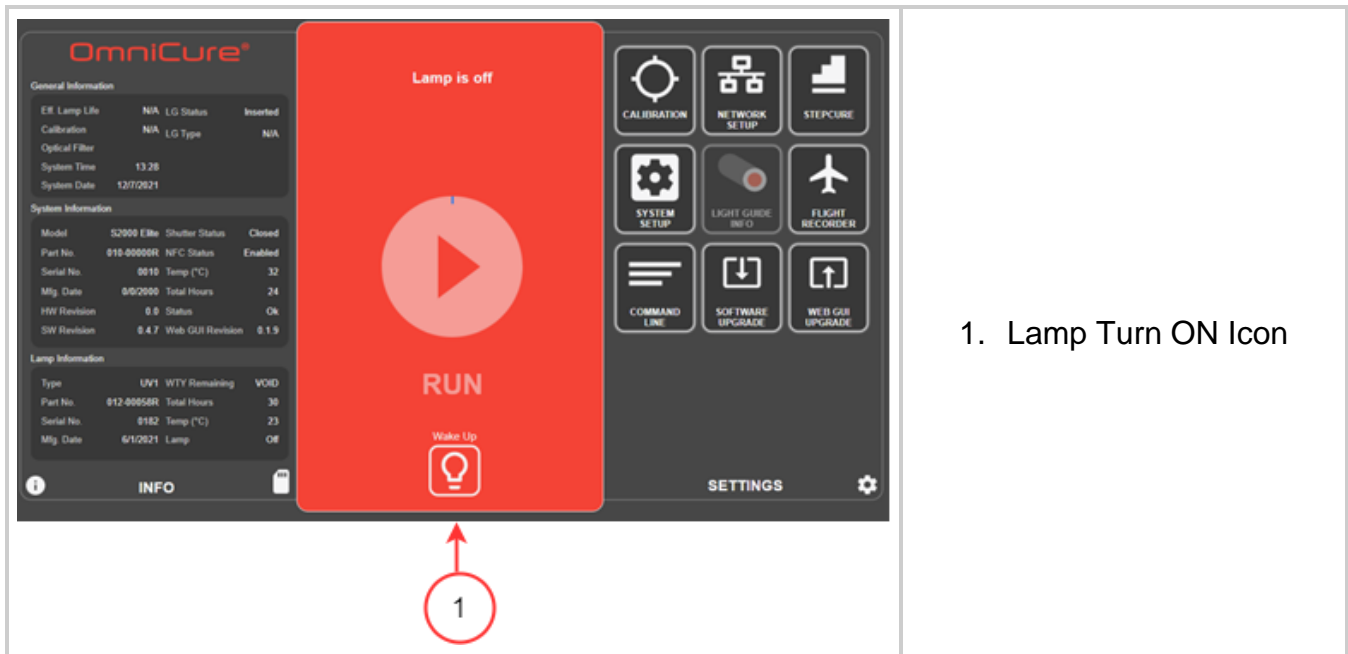 OmniCure®
General Information
Eff. Lamp Life N/A LG Status Inserted
Calibration N/A LG Type N/A
Optical Filter
System Time 13:28
System Date 12/7/2021
System Information
Model S2000 Elite Shutter Status Closed
Part No. 010-00000R NFC Status Enabled
Serial No. 0010 Temp (°C) 32
Mfg. Date 0/0/2000 Total Hours 24
HW Revision 0.0 Status Ok
SW Revision 0.4.7 Web GUI Revision 0.1.9
Lamp Information
Type UV1 WTY Remaining VOID
Part No. 012-00058R Total Hours 30
Serial No. 0182 Temp (°C) 23
Mfg. Date 6/1/2021 Lamp Off
INFO
Lamp is off
RUN
Wake Up
CALIBRATION
NETWORK
SETUP
STEPCURE
SYSTEM
SETUP
LIGHT GUIDE
INFO
FLIGHT
RECORDER
COMMAND
LINE
SOFTWARE
UPGRADE
WEB GUI
UPGRADE
SETTINGS
1
1. Lamp Turn ON Icon